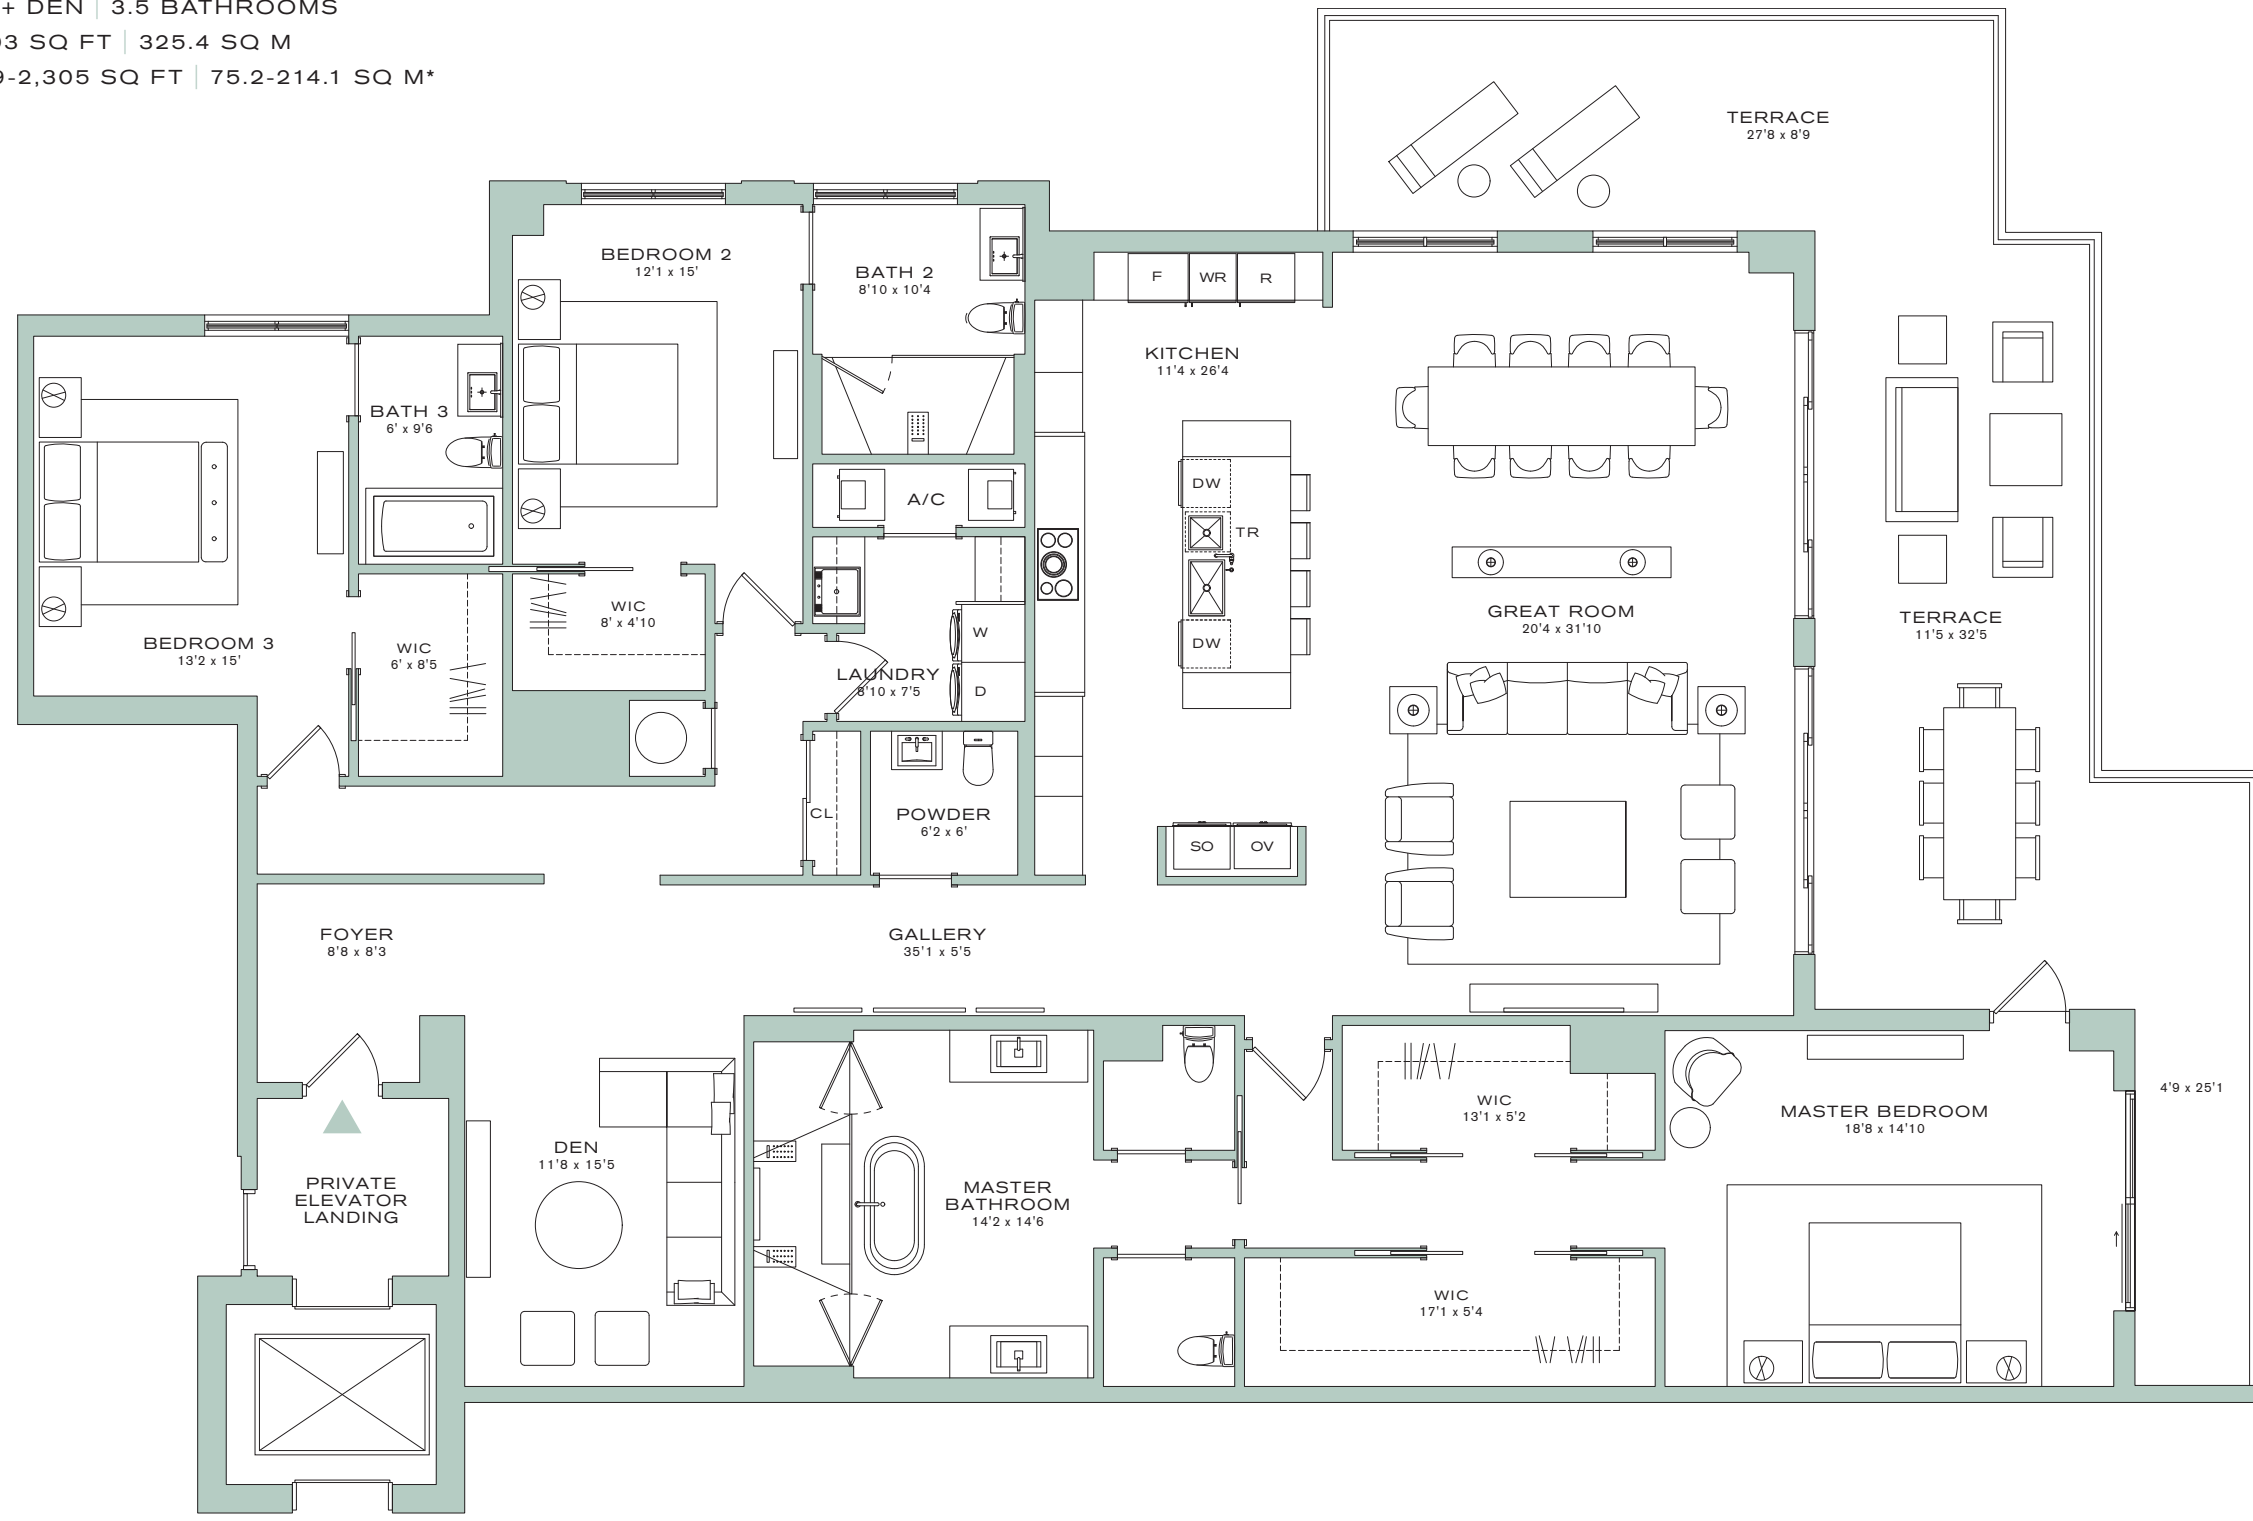 + DEN | 3.5 BATHROOMS
SQ FT | 325.4 SQ M
-2,305 SQ FT | 75.2-214.1 SQ M*
TERRACE
27'8 x 8'9
BEDROOM 2
12'1 x 15'
BATH 2
8'10 x 10'4
F
WR
R
KITCHEN
11'4 x 26'4
BATH 3
6' x 9'6
A/C
DW
TR
DW
BEDROOM 3
13'2 x 15'
WIC
6' x 8'5
WIC
8' x 4'10
W
LAUNDRY
8'10 x 7'5
D
GREAT ROOM
20'4 x 31'10
TERRACE
11'5 x 32'5
CL
POWDER
6'2 x 6'
SO
OV
FOYER
8'8 x 8'3
GALLERY
35'1 x 5'5
DEN
11'8 x 15'5
PRIVATE
ELEVATOR
LANDING
MASTER
BATHROOM
14'2 x 14'6
WIC
13'1 x 5'2
MASTER BEDROOM
18'8 x 14'10
4'9 x 25'1
WIC
17'1 x 5'4